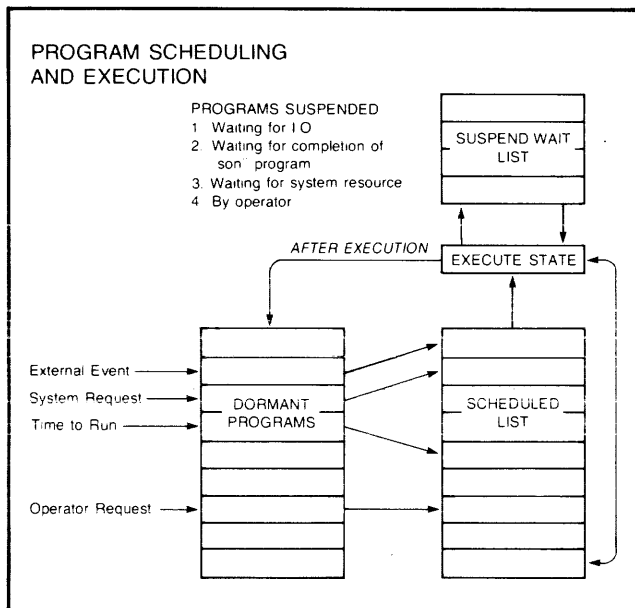 PROGRAM SCHEDULING
AND EXECUTION
PROGRAMS SUSPENDED
1 Waiting for I O
2. Waiting for completion of
son" program
3. Waiting for system resource
4 By operator
SUSPEND WAIT
LIST
AFTER EXECUTION
EXECUTE STATE
External Event
System Request
Time to Run
Operator Request
DORMANT
PROGRAMS
SCHEDULED
LIST